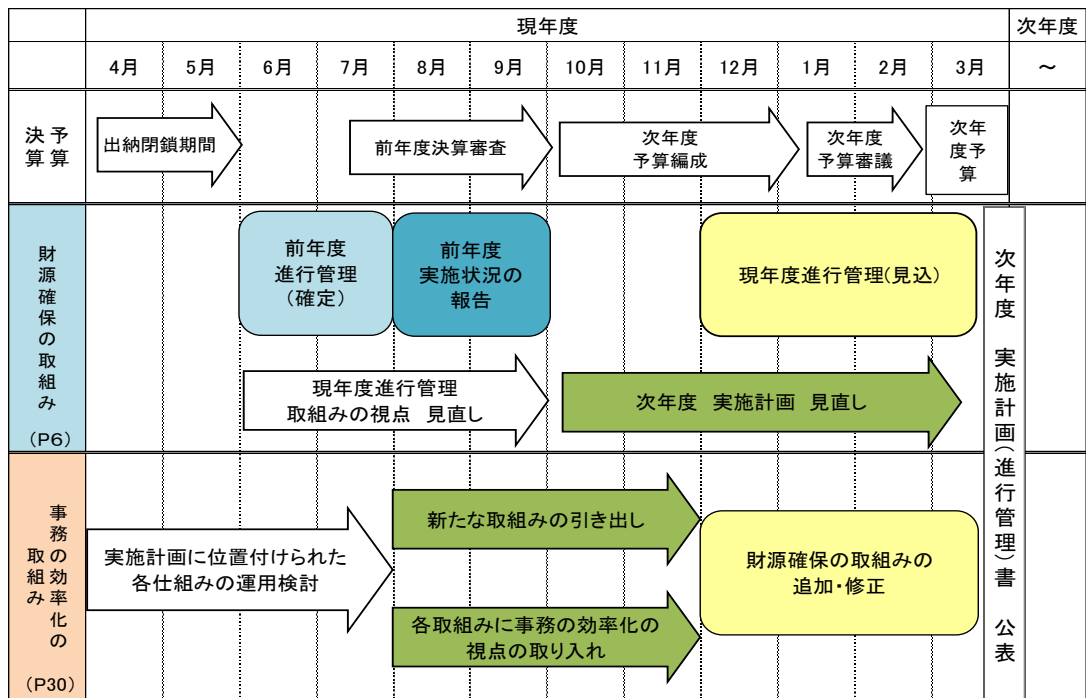 現年度
次年度
4月
5月
6月
7月
8月
9月
10月
11月
12月
1月
2月
3月
～
予算
決算
出納閉鎖期間
前年度決算審査
次年度
予算編成
次年度
予算審議
次年
度予
算
財源確保の取組み
(P6)
前年度
進行管理
(確定)
前年度
実施状況の
報告
現年度進行管理(見込)
現年度進行管理
取組みの視点 見直し
次年度 実施計画 見直し
事務の効率化の
取組み
(P30)
実施計画に位置付けられた
各仕組みの運用検討
新たな取組みの引き出し
各取組みに事務の効率化の
視点の取り入れ
財源確保の取組みの
追加・修正
次年度 実施計画(進行管理)書 公表